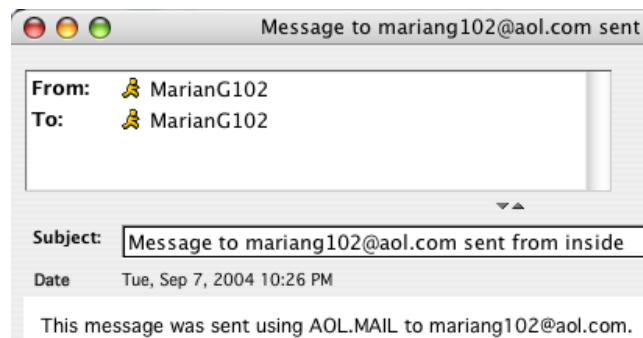 Message to mariang102@aol.com sent
From: MarianG102
To: MarianG102
Subject: Message to mariang102@aol.com sent from inside
Date Tue, Sep 7, 2004 10:26 PM
This message was sent using AOL.MAIL to mariang102@aol.com.